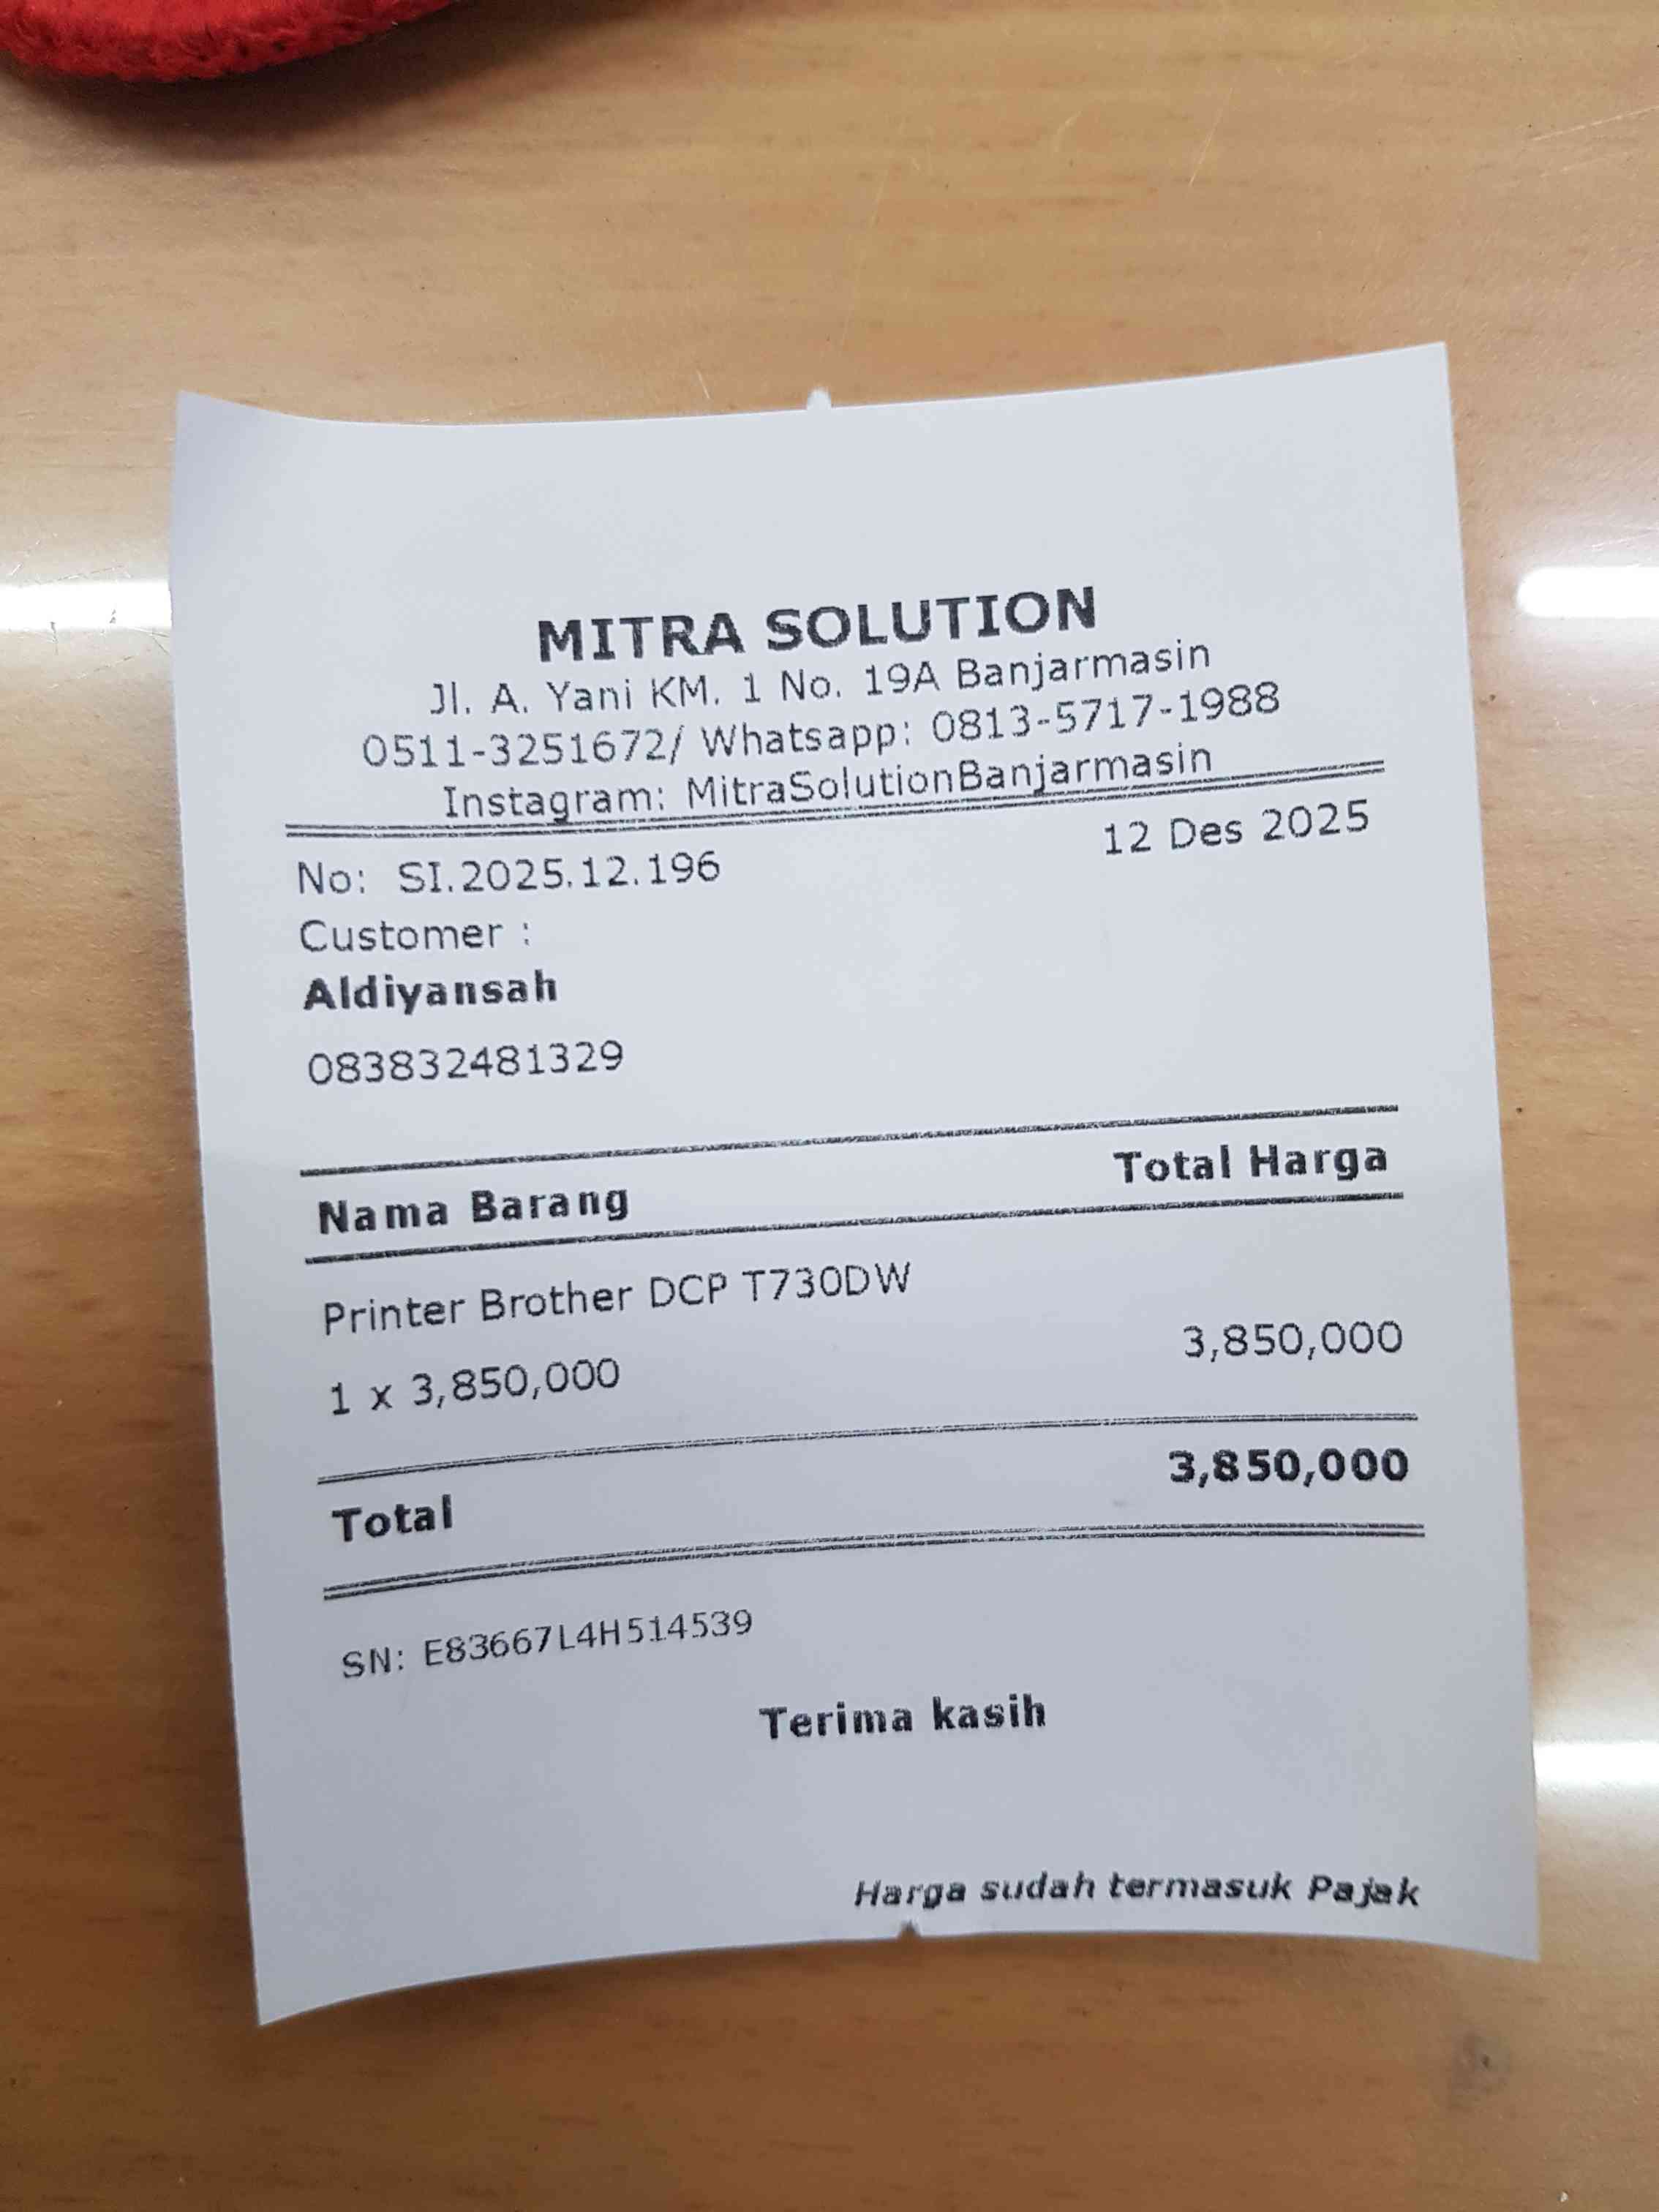 MITRA SOLUTION
Jl. A. Yani KM. 1 No. 19A Banjarmasin
0511-3251672/ Whatsapp: 0813-5717-1988
Instagram: MitraSolutionBanjarmasin
No: SI.2025.12.196 12 Des 2025
Customer :
Aldiyansah
083832481329
Nama Barang Total Harga
Printer Brother DCP T730DW
1 x 3,850,000 3,850,000
Total 3,850,000
SN: E83667L4H514539
Terima kasih
Harga sudah termasuk Pajak